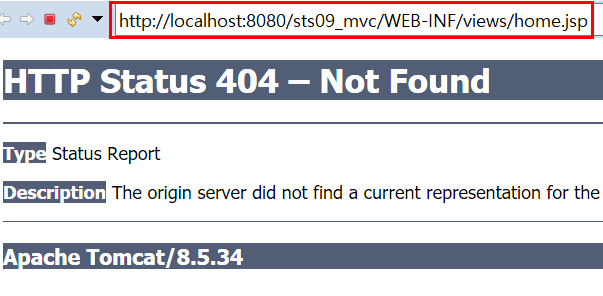 http://localhost:8080/sts09_mvc/WEB-INF/views/home.jsp
HTTP Status 404 – Not Found
Type Status Report
Description The origin server did not find a current representation for the
Apache Tomcat/8.5.34